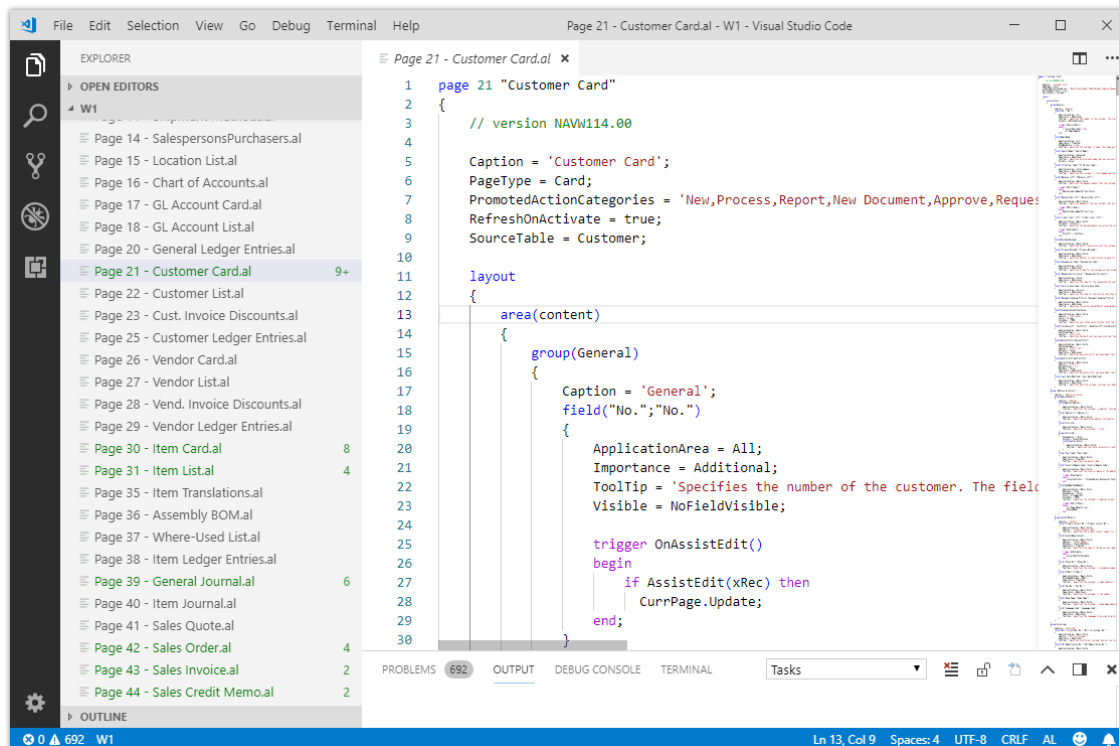 File Edit Selection View Go Debug Terminal Help Page 21 - Customer Card.al - W1 - Visual Studio Code
EXPLORER
OPEN EDITORS
W1
Page 14 - SalespersonsPurchasers.al
Page 15 - Location List.al
Page 16 - Chart of Accounts.al
Page 17 - GL Account Card.al
Page 18 - GL Account List.al
Page 20 - General Ledger Entries.al
Page 21 - Customer Card.al 9+
Page 22 - Customer List.al
Page 23 - Cust. Invoice Discounts.al
Page 25 - Customer Ledger Entries.al
Page 26 - Vendor Card.al
Page 27 - Vendor List.al
Page 28 - Vend. Invoice Discounts.al
Page 29 - Vendor Ledger Entries.al
Page 30 - Item Card.al 8
Page 31 - Item List.al 4
Page 35 - Item Translations.al
Page 36 - Assembly BOM.al
Page 37 - Where-Used List.al
Page 38 - Item Ledger Entries.al
Page 39 - General Journal.al 6
Page 40 - Item Journal.al
Page 41 - Sales Quote.al
Page 42 - Sales Order.al 4
Page 43 - Sales Invoice.al 2
Page 44 - Sales Credit Memo.al 2
OUTLINE
Page 21 - Customer Card.al
1 page 21 "Customer Card"
2 {
3 // version NAVW114.00
4
5 Caption = 'Customer Card';
6 PageType = Card;
7 PromotedActionCategories = 'New,Process,Report,New Document,Approve,Reques
8 RefreshOnActivate = true;
9 SourceTable = Customer;
10
11 layout
12 {
13 area(content)
14 {
15 group(General)
16 {
17 Caption = 'General';
18 field("No.";"No.")
19 {
20 ApplicationArea = All;
21 Importance = Additional;
22 ToolTip = 'Specifies the number of the customer. The field
23 Visible = NoFieldVisible;
24
25 trigger OnAssistEdit()
26 begin
27 if AssistEdit(xRec) then
28 CurrPage.Update;
29 end;
30 }
PROBLEMS 692 OUTPUT DEBUG CONSOLE TERMINAL Tasks
0 692 W1 Ln 13, Col 9 Spaces: 4 UTF-8 CRLF AL